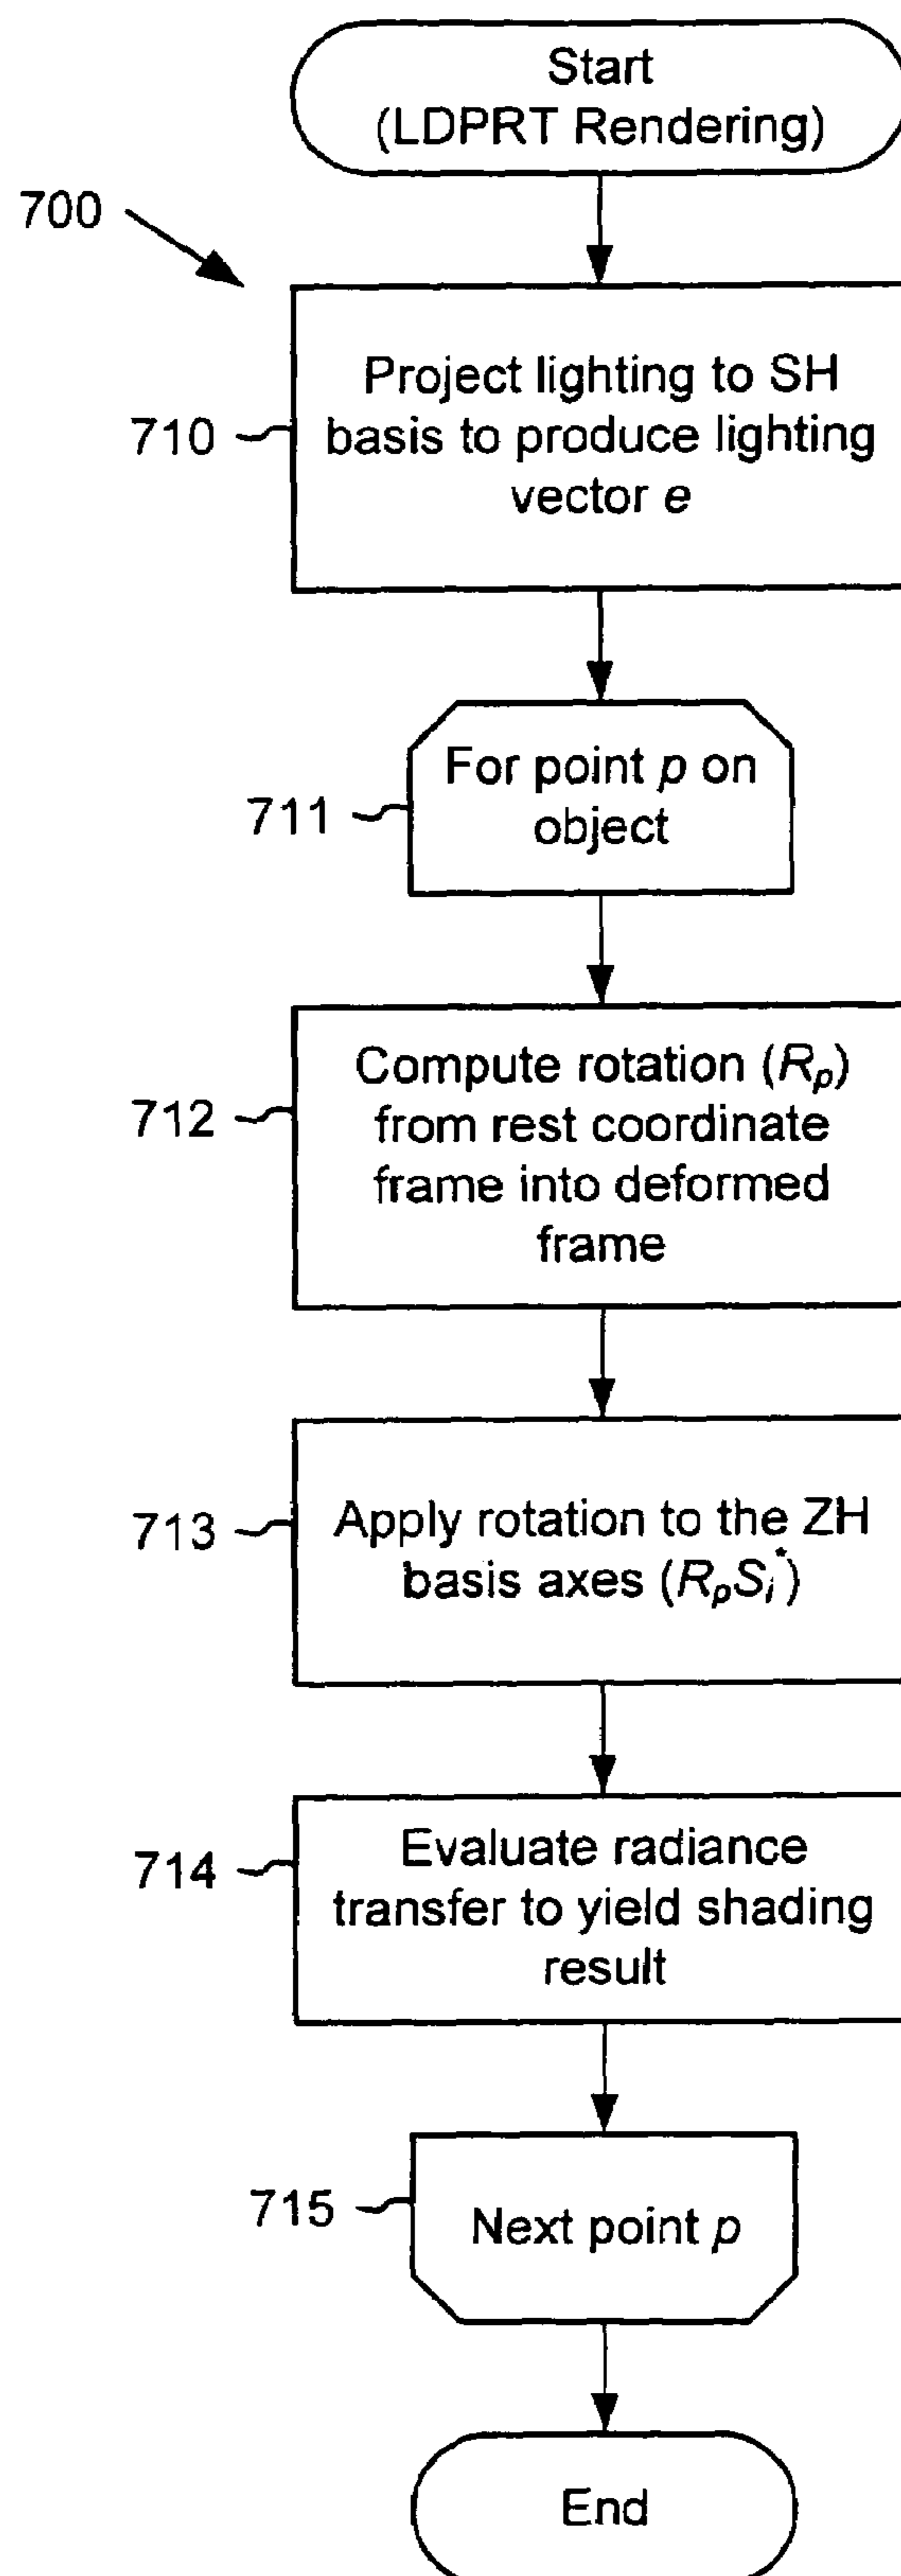 Start
(LDPRT Rendering)
700
Project lighting to SH
basis to produce lighting
vector e
710
For point p on
object
711
Compute rotation (Rp)
from rest coordinate
frame into deformed
frame
712
Apply rotation to the ZH
basis axes (RpSi*)
713
Evaluate radiance
transfer to yield shading
result
714
Next point p
715
End